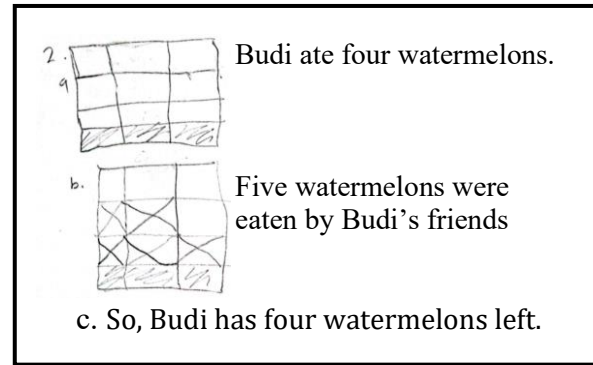 2.
a
Budi ate four watermelons.
b.
Five watermelons were
eaten by Budi’s friends
c. So, Budi has four watermelons left.